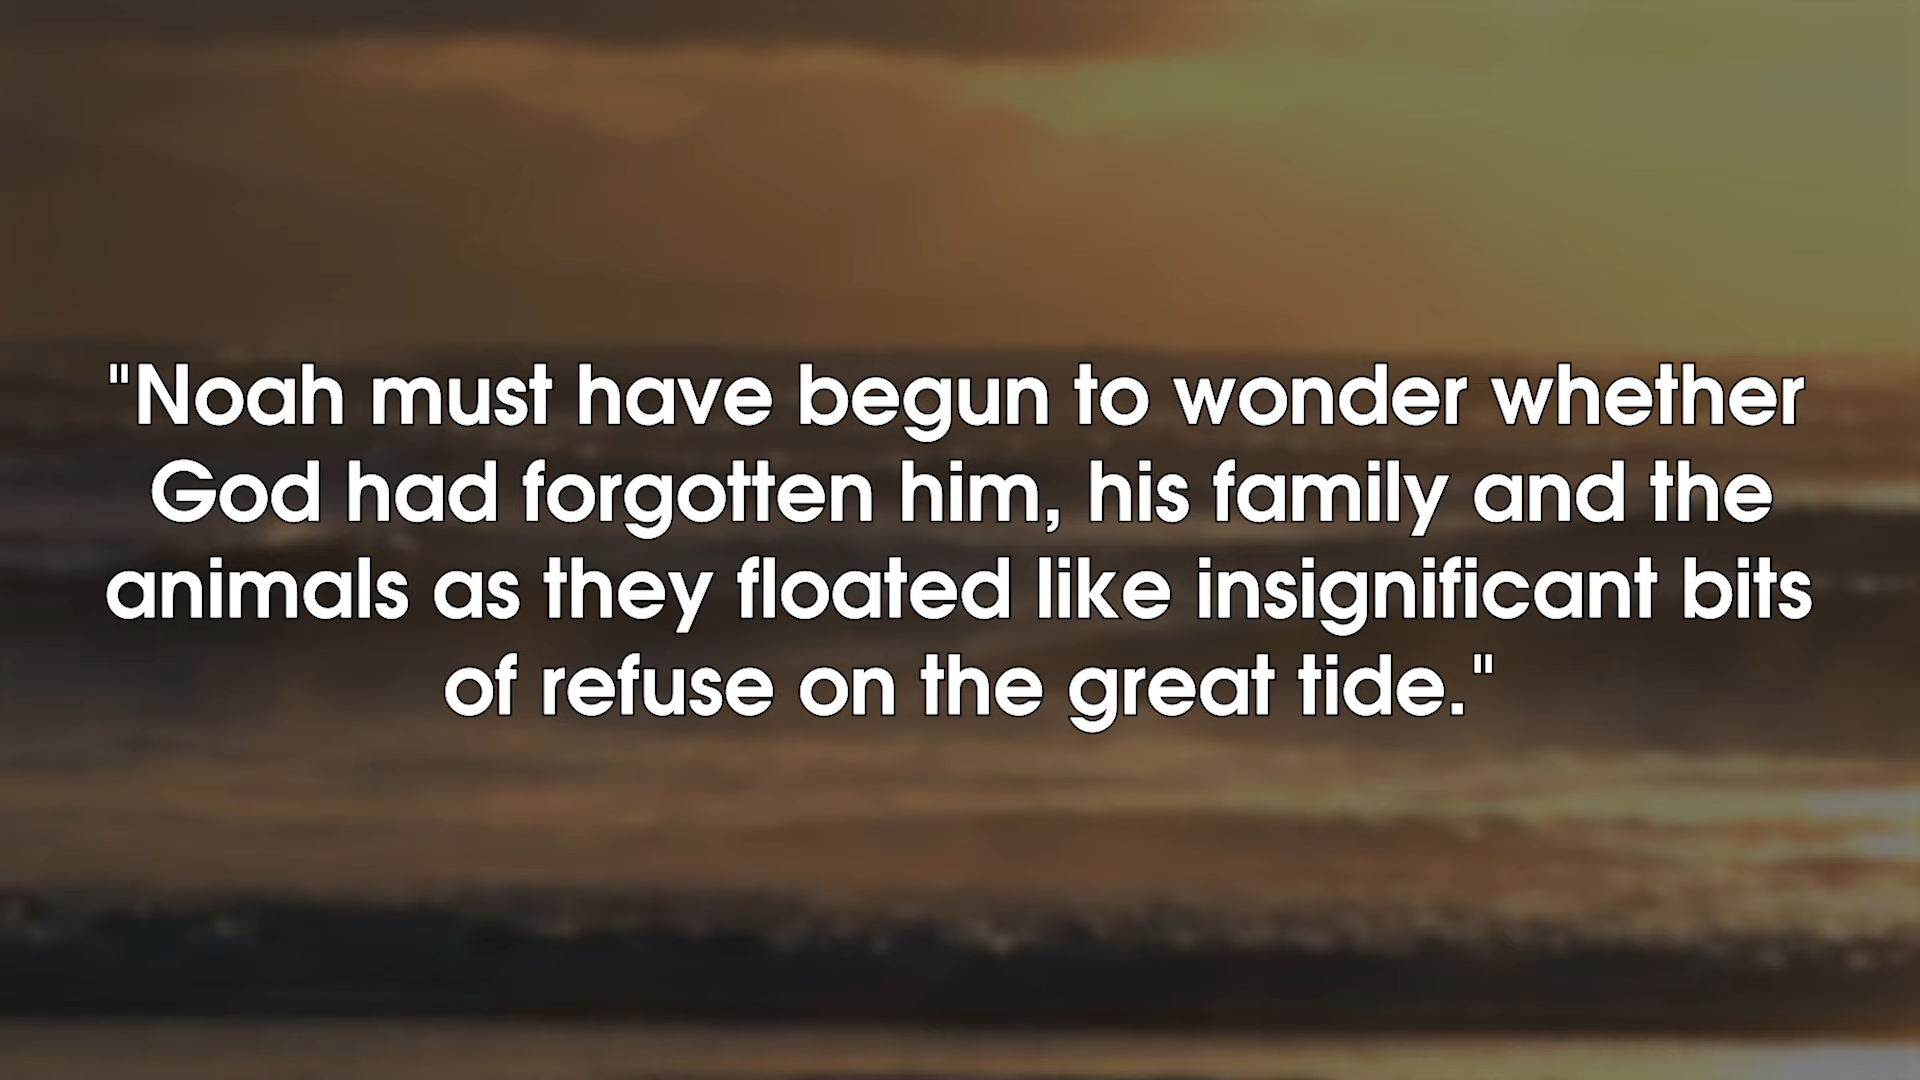 "Noah must have begun to wonder whether
God had forgotten him, his family and the
animals as they floated like insignificant bits
of refuse on the great tide."